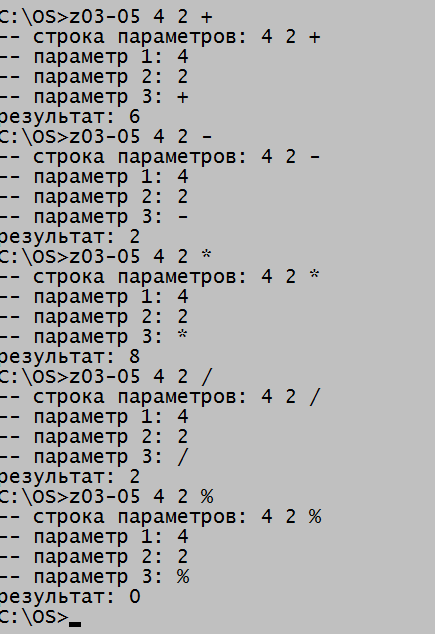 C:\OS>z03-05 4 2 +
-- строка параметров: 4 2 +
-- параметр 1: 4
-- параметр 2: 2
-- параметр 3: +
результат: 6
C:\OS>z03-05 4 2 -
-- строка параметров: 4 2 -
-- параметр 1: 4
-- параметр 2: 2
-- параметр 3: -
результат: 2
C:\OS>z03-05 4 2 *
-- строка параметров: 4 2 *
-- параметр 1: 4
-- параметр 2: 2
-- параметр 3: *
результат: 8
C:\OS>z03-05 4 2 /
-- строка параметров: 4 2 /
-- параметр 1: 4
-- параметр 2: 2
-- параметр 3: /
результат: 2
C:\OS>z03-05 4 2 %
-- строка параметров: 4 2 %
-- параметр 1: 4
-- параметр 2: 2
-- параметр 3: %
результат: 0
C:\OS>_